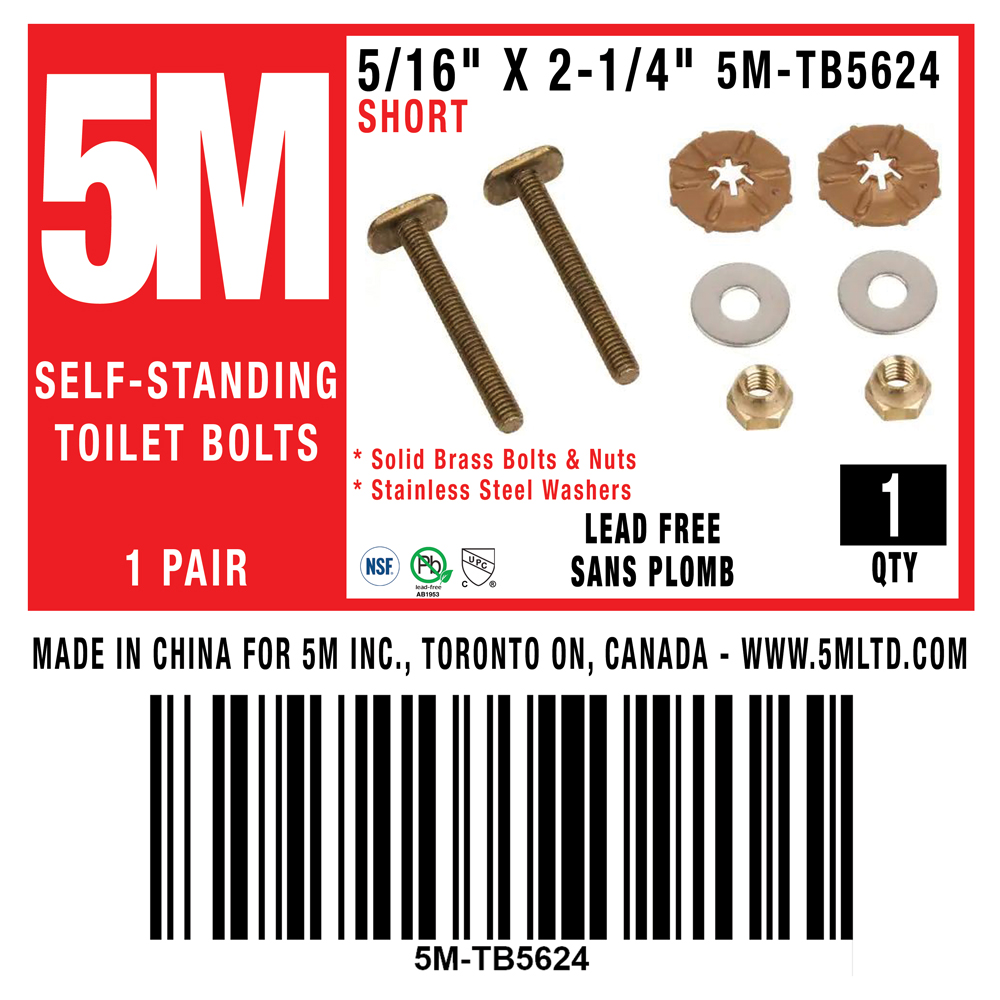 5M
SELF-STANDING
TOILET BOLTS
1 PAIR
5/16" X 2-1/4" 5M-TB5624
SHORT
* Solid Brass Bolts & Nuts
* Stainless Steel Washers
LEAD FREE
SANS PLOMB
1
QTY
NSF.
Pb
lead-free
AB1953
UPC
C ®
MADE IN CHINA FOR 5M INC., TORONTO ON, CANADA - WWW.5MLTD.COM
5M-TB5624